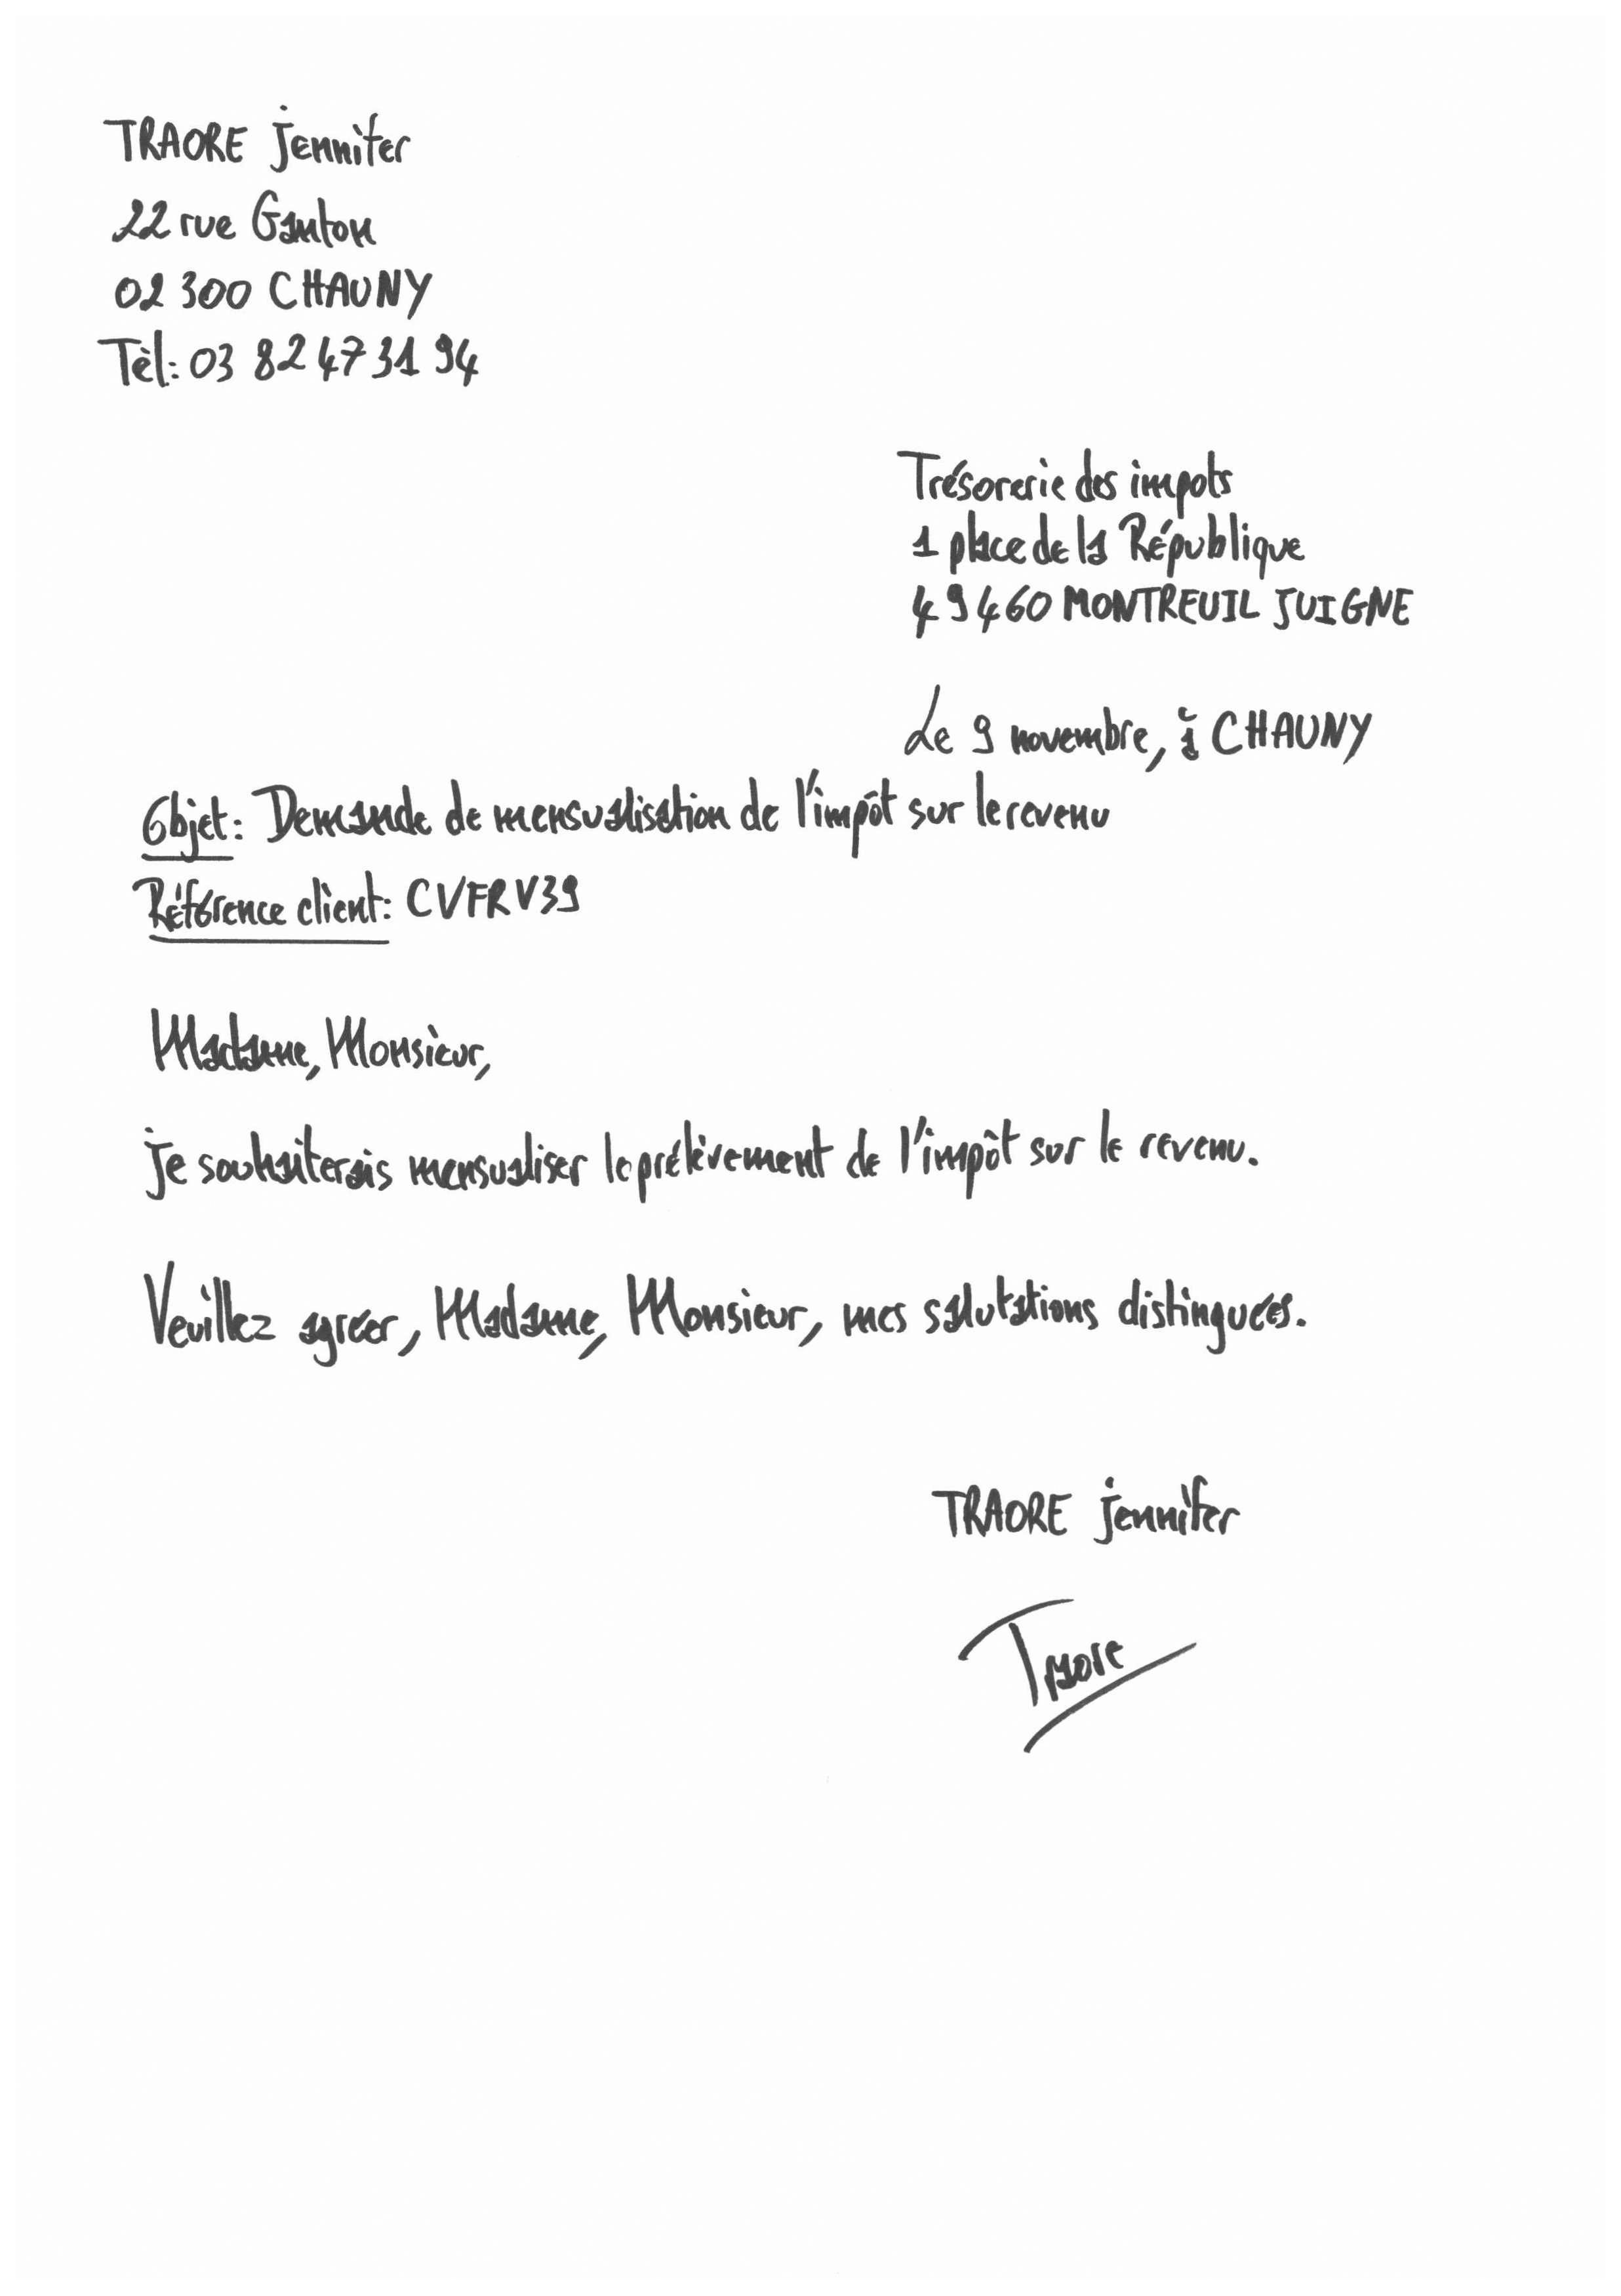 TRAORE Jennifer
22 rue Ganton
02 300 CHAUNY
Tèl: 03 82 47 31 94
Trésorerie des impots
1 place de la République
49460 MONTREUIL JUIGNE
Le 9 novembre, à CHAUNY
Objet: Demande de mensualisation de l'impôt sur le revenu
Référence client: CVFRV39
Madame, Monsieur,
Je souhaiterais mensualiser le prélèvement de l'impôt sur le revenu.
Veuillez agréer, Madame, Monsieur, mes salutations distinguées.
TRAORE Jennifer
Traore